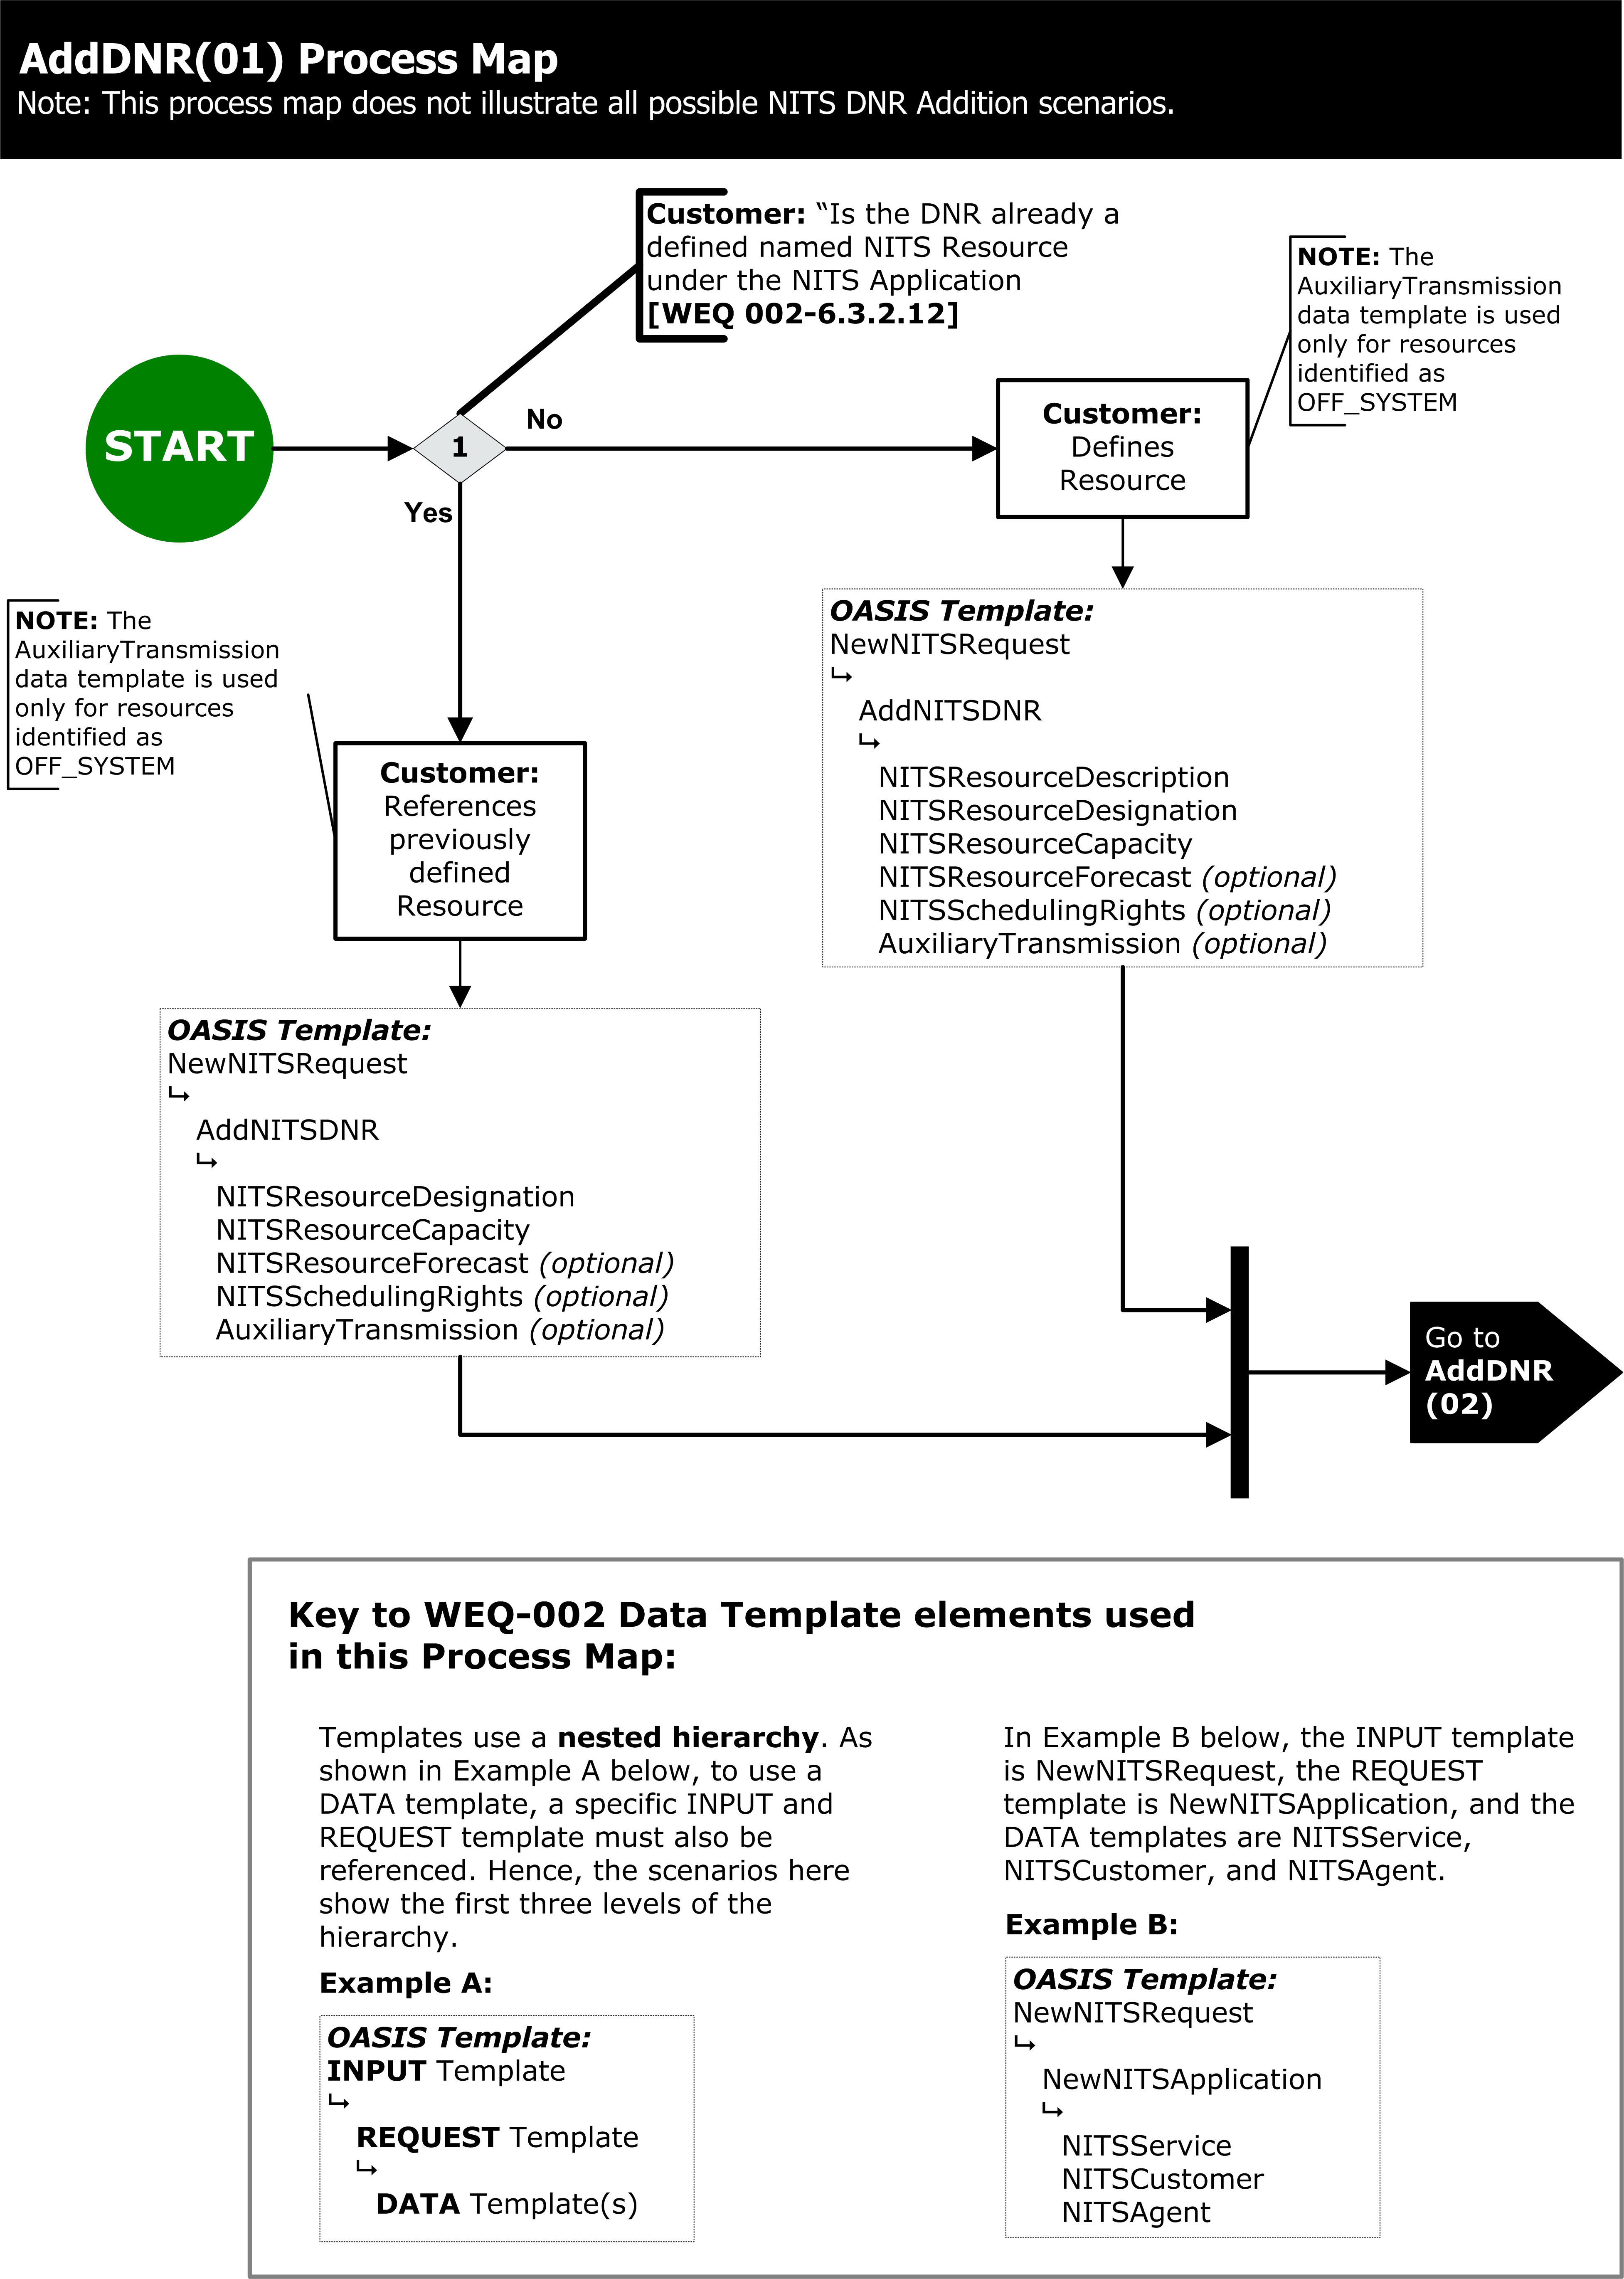 AddDNR(01) Process Map
Note: This process map does not illustrate all possible NITS DNR Addition scenarios.
Customer: “Is the DNR already a
defined named NITS Resource
under the NITS Application
[WEQ 002-6.3.2.12]
NOTE: The
AuxiliaryTransmission
data template is used
only for resources
identified as
OFF_SYSTEM
START
1
No
Yes
Customer:
Defines
Resource
NOTE: The
AuxiliaryTransmission
data template is used
only for resources
identified as
OFF_SYSTEM
Customer:
References
previously
defined
Resource
OASIS Template:
NewNITSRequest
AddNITSDNR
NITSResourceDescription
NITSResourceDesignation
NITSResourceCapacity
NITSResourceForecast (optional)
NITSSchedulingRights (optional)
AuxiliaryTransmission (optional)
OASIS Template:
NewNITSRequest
AddNITSDNR
NITSResourceDesignation
NITSResourceCapacity
NITSResourceForecast (optional)
NITSSchedulingRights (optional)
AuxiliaryTransmission (optional)
Go to
AddDNR
(02)
Key to WEQ-002 Data Template elements used
in this Process Map:
Templates use a nested hierarchy. As
shown in Example A below, to use a
DATA template, a specific INPUT and
REQUEST template must also be
referenced. Hence, the scenarios here
show the first three levels of the
hierarchy.
Example A:
OASIS Template:
INPUT Template
REQUEST Template
DATA Template(s)
In Example B below, the INPUT template
is NewNITSRequest, the REQUEST
template is NewNITSApplication, and the
DATA templates are NITSService,
NITSCustomer, and NITSAgent.
Example B:
OASIS Template:
NewNITSRequest
NewNITSApplication
NITSService
NITSCustomer
NITSAgent